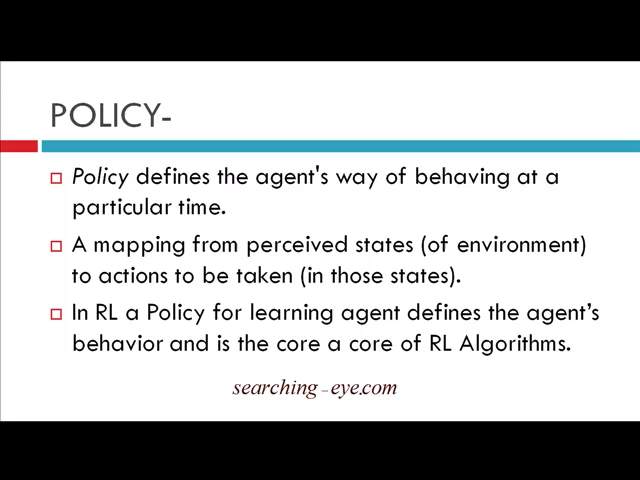 POLICY-
Policy defines the agent's way of behaving at a
particular time.
A mapping from perceived states (of environment)
to actions to be taken (in those states).
In RL a Policy for learning agent defines the agent’s
behavior and is the core a core of RL Algorithms.
searching - eye.com